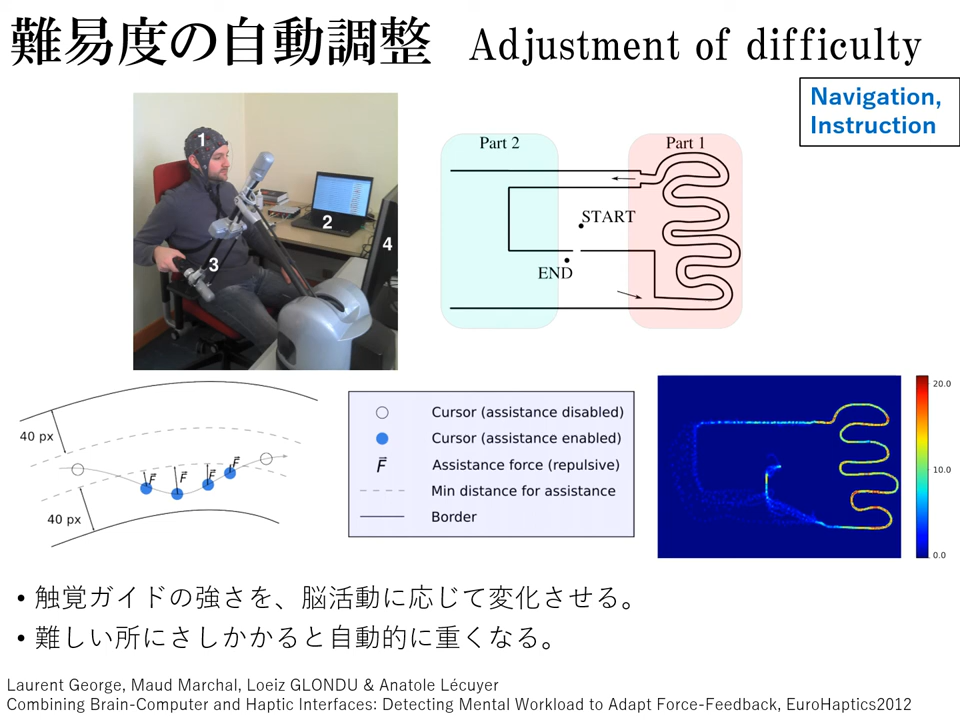 難易度の自動調整 Adjustment of difficulty
Navigation,
Instruction
1
2
3
4
Part 2
Part 1
START
END
40 px
40 px
F
F
F
F
Cursor (assistance disabled)
Cursor (assistance enabled)
F Assistance force (repulsive)
Min distance for assistance
Border
20.0
10.0
0.0
• 触覚ガイドの強さを、脳活動に応じて変化させる。
• 難しい所にさしかかると自動的に重くなる。
Laurent George, Maud Marchal, Loeiz GLONDU & Anatole Lécuyer
Combining Brain-Computer and Haptic Interfaces: Detecting Mental Workload to Adapt Force-Feedback, EuroHaptics2012